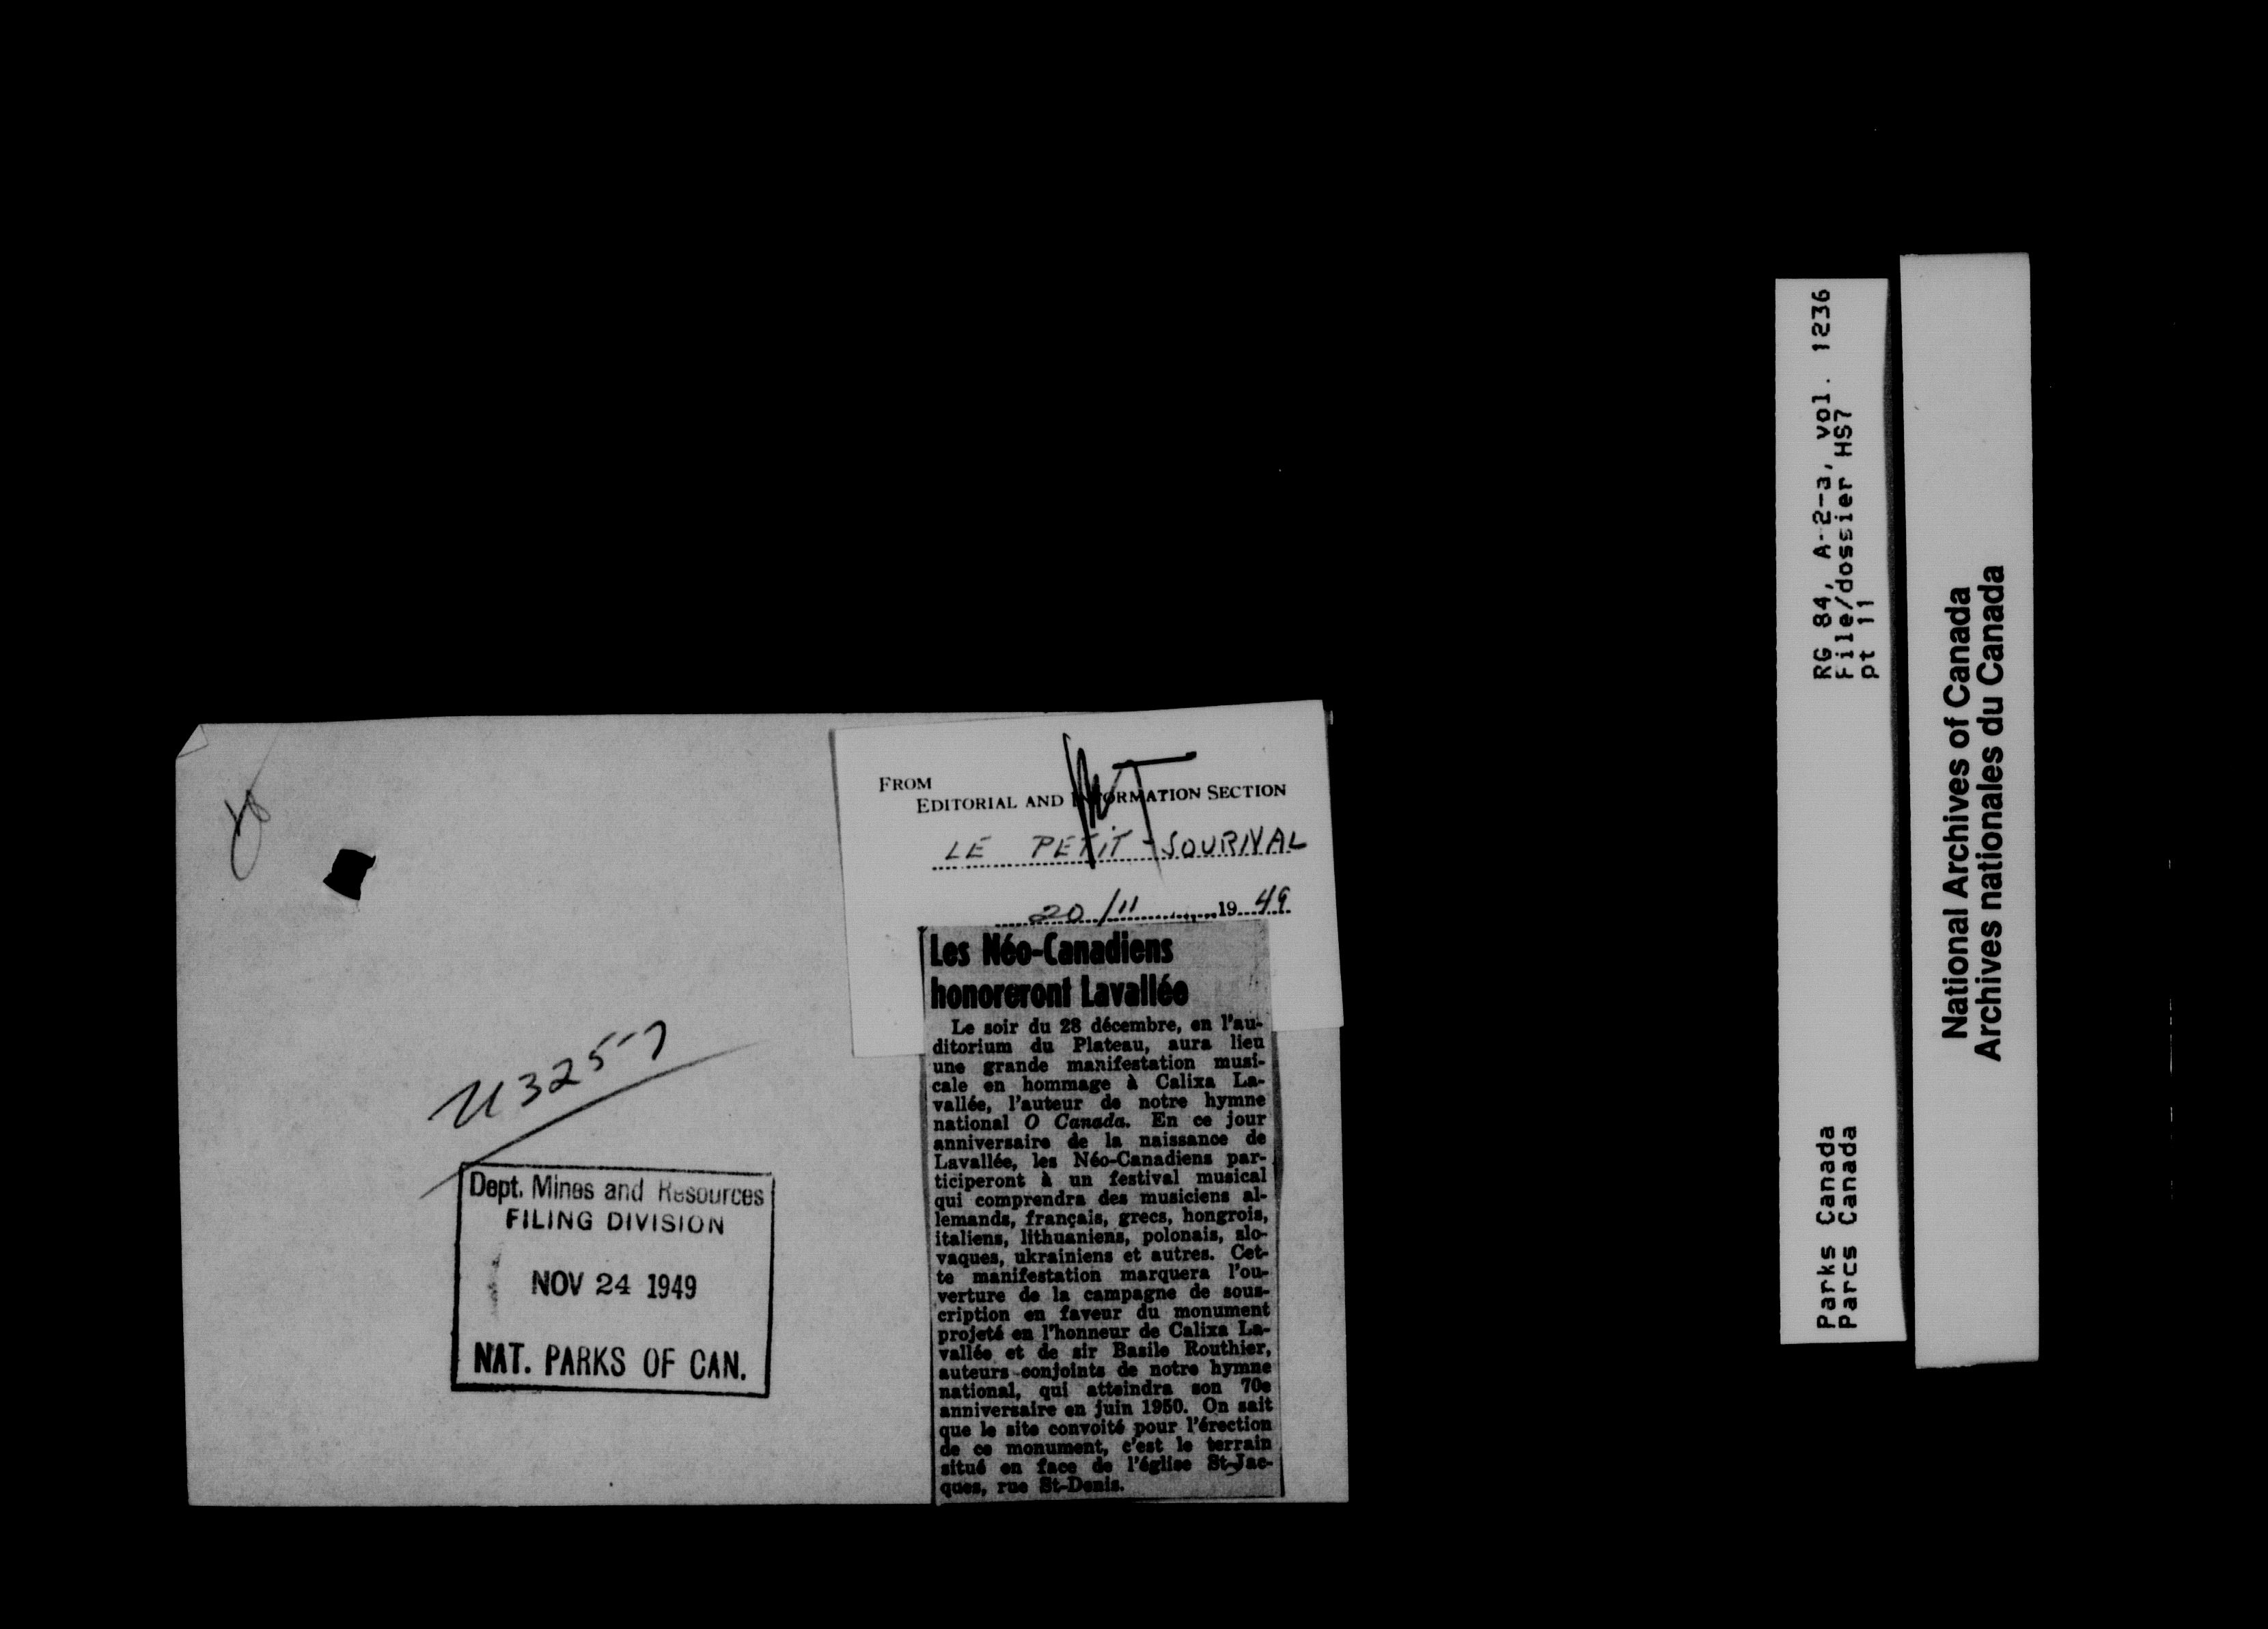 FROM
EDITORIAL AND INFORMATION SECTION
LE PETIT-JOURNAL
20/11 19 49
Les Néo-Canadiens
honoreront Lavallée
Le soir du 28 décembre, en l'au-
ditorium du Plateau, aura lieu
une grande manifestation musi-
cale en hommage à Calixa La-
vallée, l'auteur de notre hymne
national O Canada. En ce jour
anniversaire de la naissance de
Lavallée, les Néo-Canadiens par-
ticiperont à un festival musical
qui comprendra des musiciens al-
lemands, français, grecs, hongrois,
italiens, lithuaniens, polonais, slo-
vaques, ukrainiens et autres. Cet-
te manifestation marquera l'ou-
verture de la campagne de sous-
cription en faveur du monument
projeté en l'honneur de Calixa La-
vallée et de sir Basile Routhier,
auteurs conjoints de notre hymne
national, qui atteindra son 70e
anniversaire en juin 1950. On sait
que le site convoité pour l'érection
de ce monument, c'est le terrain
situé en face de l'église St-Jac-
ques, rue St-Denis.
Dept. Mines and Resources
FILING DIVISION
NOV 24 1949
NAT. PARKS OF CAN.
Parks Canada
Parcs Canada
RG 84, A-2-a, vol. 1236
File/dossier HS7
pt 11
National Archives of Canada
Archives nationales du Canada